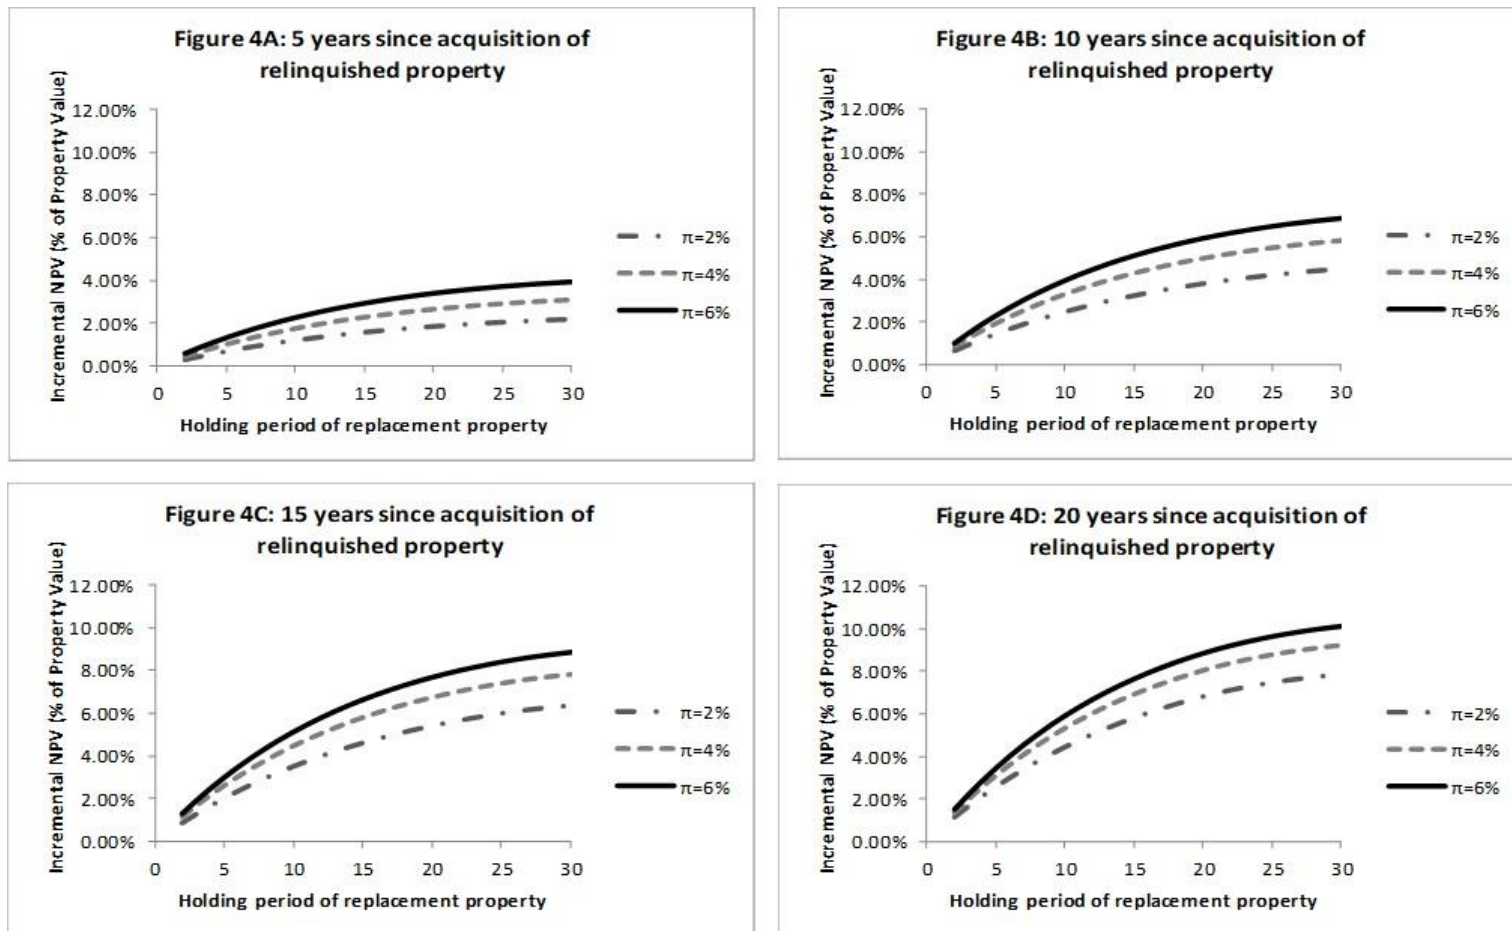 Figure 4A: 5 years since acquisition of
relinquished property
Incremental NPV (% of Property Value)
12.00%
10.00%
8.00%
6.00%
4.00%
2.00%
0.00%
0 5 10 15 20 25 30
Holding period of replacement property
π=2%
π=4%
π=6%
Figure 4B: 10 years since acquisition of
relinquished property
Incremental NPV (% of Property Value)
12.00%
10.00%
8.00%
6.00%
4.00%
2.00%
0.00%
0 5 10 15 20 25 30
Holding period of replacement property
π=2%
π=4%
π=6%
Figure 4C: 15 years since acquisition of
relinquished property
Incremental NPV (% of Property Value)
12.00%
10.00%
8.00%
6.00%
4.00%
2.00%
0.00%
0 5 10 15 20 25 30
Holding period of replacement property
π=2%
π=4%
π=6%
Figure 4D: 20 years since acquisition of
relinquished property
Incremental NPV (% of Property Value)
12.00%
10.00%
8.00%
6.00%
4.00%
2.00%
0.00%
0 5 10 15 20 25 30
Holding period of replacement property
π=2%
π=4%
π=6%